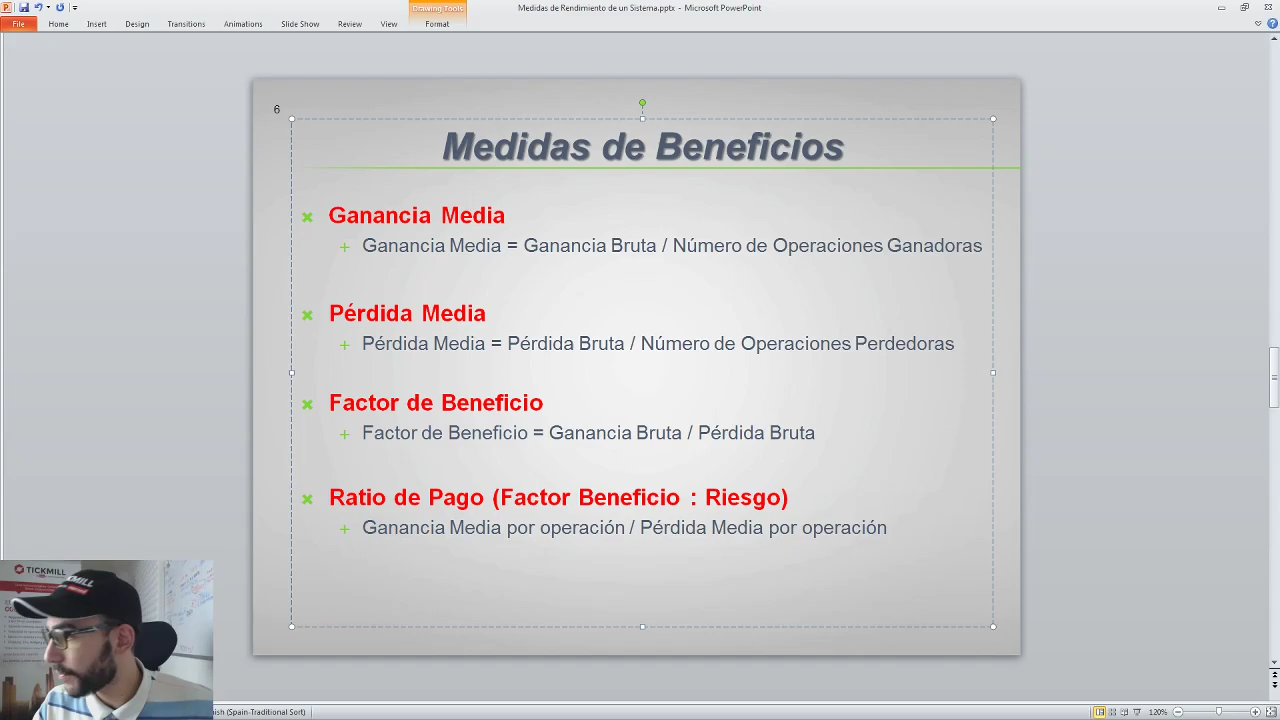 Medidas de Rendimiento de un Sistema.pptx - Microsoft PowerPoint
Drawing Tools
File Home Insert Design Transitions Animations Slide Show Review View Format
6
Medidas de Beneficios
Ganancia Media
Ganancia Media = Ganancia Bruta / Número de Operaciones Ganadoras
Pérdida Media
Pérdida Media = Pérdida Bruta / Número de Operaciones Perdedoras
Factor de Beneficio
Factor de Beneficio = Ganancia Bruta / Pérdida Bruta
Ratio de Pago (Factor Beneficio : Riesgo)
Ganancia Media por operación / Pérdida Media por operación
TICKMILL
(Spain-Traditional Sort)
120%